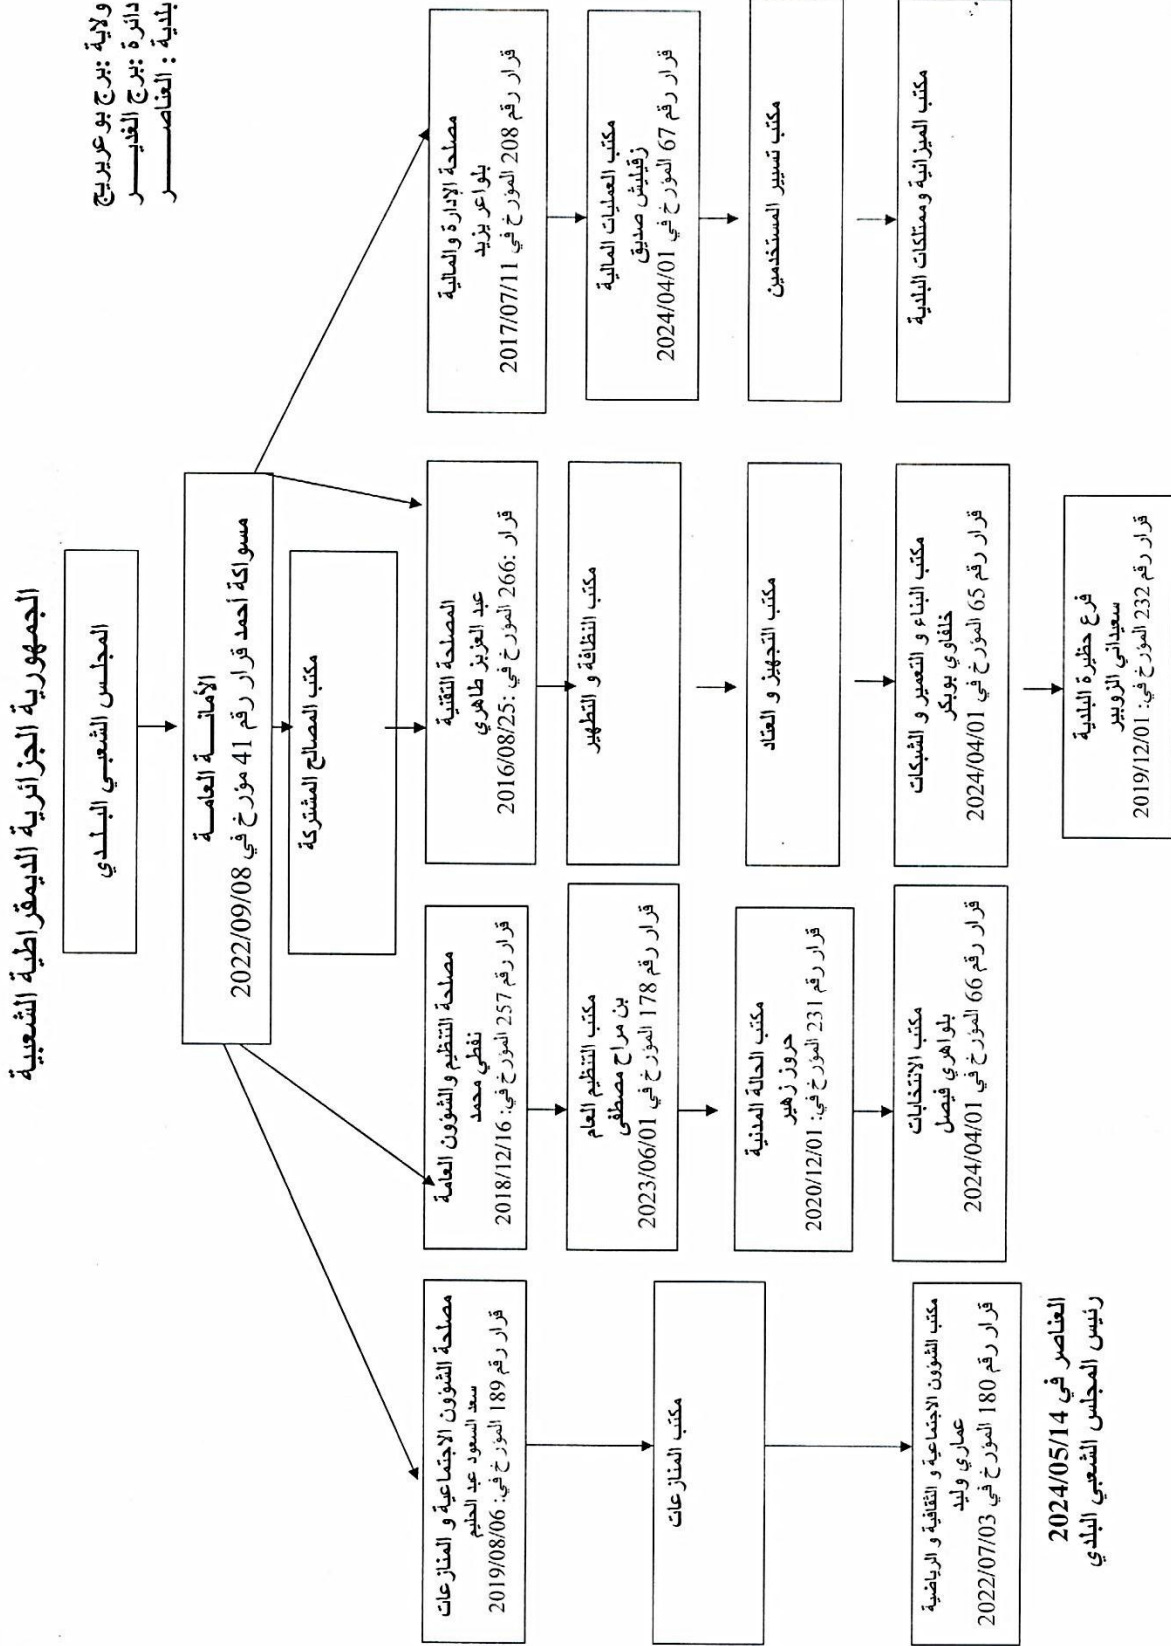 الجمهورية الجزائرية الديمقراطية الشعبية
ولاية :برج بوعريريج
دائرة :برج الغديـــــر
بلدية : العناصــــــر
المجلس الشعبي البلدي
الأمانـــة العامـــة
مسواكة أحمد قرار رقم 41 مؤرخ في 2022/09/08
مكتب المصالح المشتركة
مصلحة الإدارة والمالية
بلواعر يزيد
قرار رقم 208 المؤرخ في 2017/07/11
مكتب العمليات المالية
زقيليش صديق
قرار رقم 67 المؤرخ في 2024/04/01
مكتب تسيير المستخدمين
مكتب الميزانية وممتلكات البلدية
المصلحة التقنية
عبد العزيز طاهري
قرار :266 المؤرخ في :2016/08/25
مكتب النظافة و التطهير
مكتب التجهيز و العتاد
مكتب البناء و التعمير و الشبكات
خلفاوي بوبكر
قرار رقم 65 المؤرخ في 2024/04/01
فرع حظيرة البلدية
سعيداني الزوبير
قرار رقم 232 المؤرخ في: 2019/12/01
مصلحة التنظيم والشؤون العامة
نفطي محمد
قرار رقم 257 المؤرخ في: 2018/12/16
مكتب التنظيم العام
بن مراح مصطفى
قرار رقم 178 المؤرخ في 2023/06/01
مكتب الحالة المدنية
حروز زهير
قرار رقم 231 المؤرخ في: 2020/12/01
مكتب الانتخابات
بلواهري فيصل
قرار رقم 66 المؤرخ في 2024/04/01
مصلحة الشؤون الاجتماعية و المنازعات
سعد السعود عبد الحليم
قرار رقم 189 المؤرخ في: 2019/08/06
مكتب المنازعات
مكتب الشؤون الاجتماعية و الثقافية و الرياضية
عماري وليد
قرار رقم 180 المؤرخ في 2022/07/03
العناصر في 2024/05/14
رئيس المجلس الشعبي البلدي